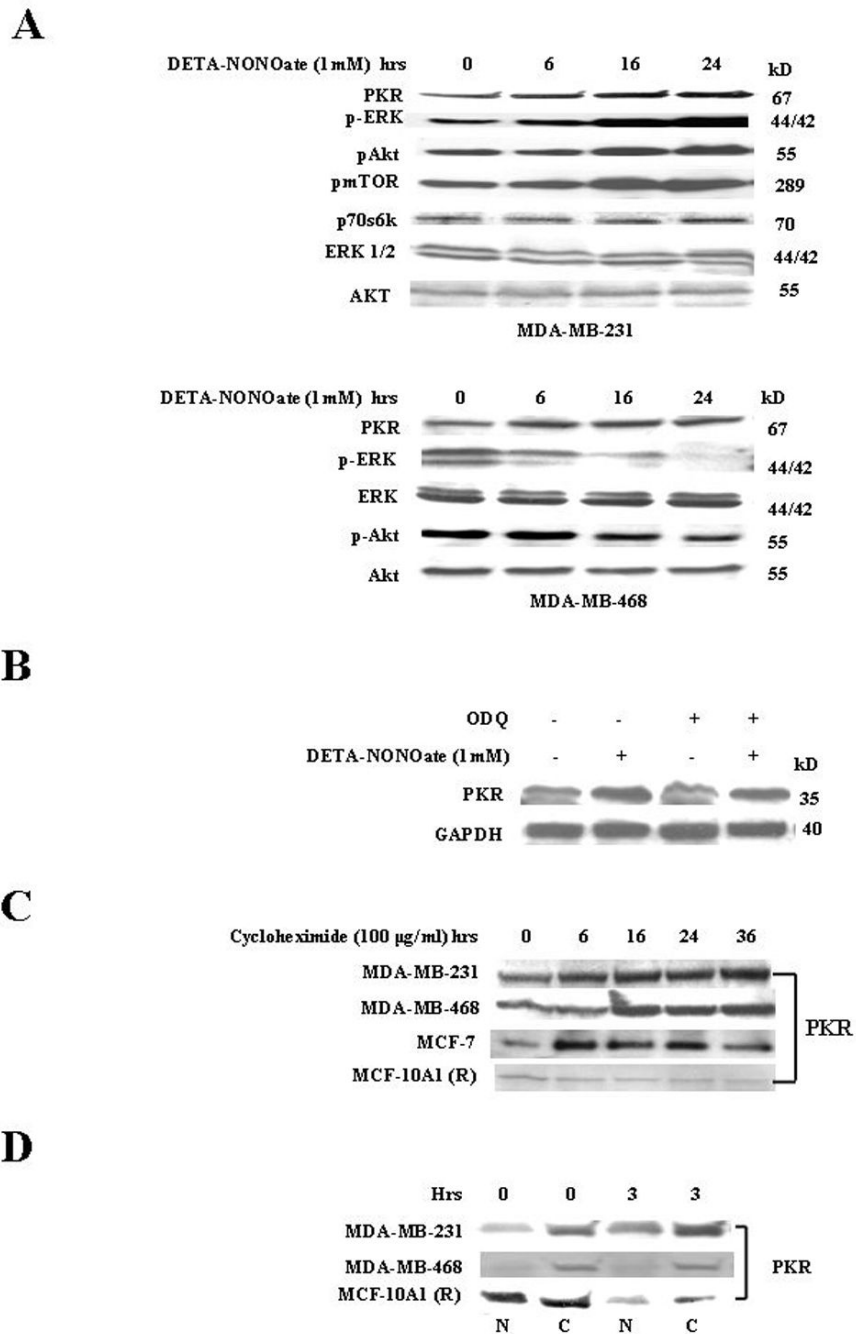 A
DETA-NONOate (1mM) hrs 0 6 16 24 kD
PKR 67
p-ERK 44/42
pAkt 55
pmTOR 289
p70s6k 70
ERK 1/2 44/42
AKT 55
MDA-MB-231
DETA-NONOate (1mM) hrs 0 6 16 24 kD
PKR 67
p-ERK 44/42
ERK 44/42
p-Akt 55
Akt 55
MDA-MB-468
B
ODQ - - + +
DETA-NONOate (1mM) - + - + kD
PKR 35
GAPDH 40
C
Cycloheximide (100 µg/ml) hrs 0 6 16 24 36
MDA-MB-231
MDA-MB-468
PKR
MCF-7
MCF-10A1 (R)
D
Hrs 0 0 3 3
MDA-MB-231
MDA-MB-468 PKR
MCF-10A1 (R)
N C N C